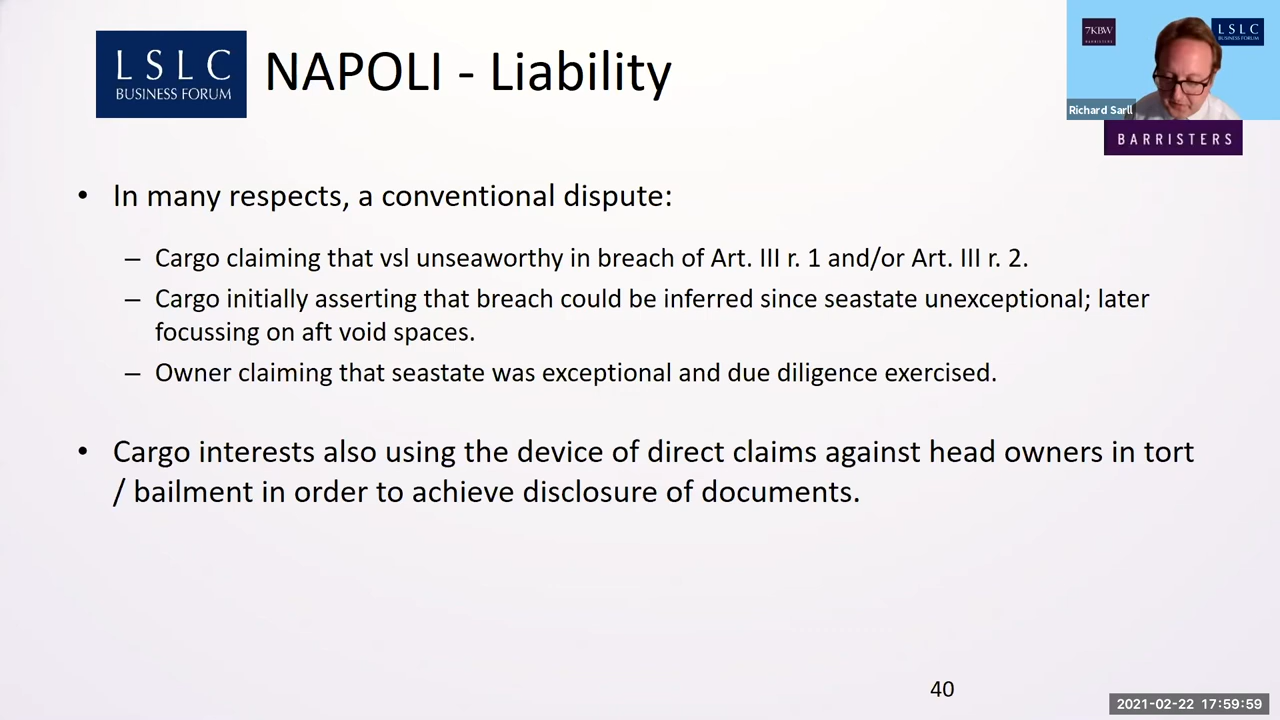 LSLC
BUSINESS FORUM
NAPOLI - Liability
7KBW
BARRISTERS
LSLC
BUSINESS FORUM
Richard Sarll
BARRISTERS
• In many respects, a conventional dispute:
– Cargo claiming that vsl unseaworthy in breach of Art. III r. 1 and/or Art. III r. 2.
– Cargo initially asserting that breach could be inferred since seastate unexceptional; later
focussing on aft void spaces.
– Owner claiming that seastate was exceptional and due diligence exercised.
• Cargo interests also using the device of direct claims against head owners in tort
/ bailment in order to achieve disclosure of documents.
40
2021-02-22 17:59:59